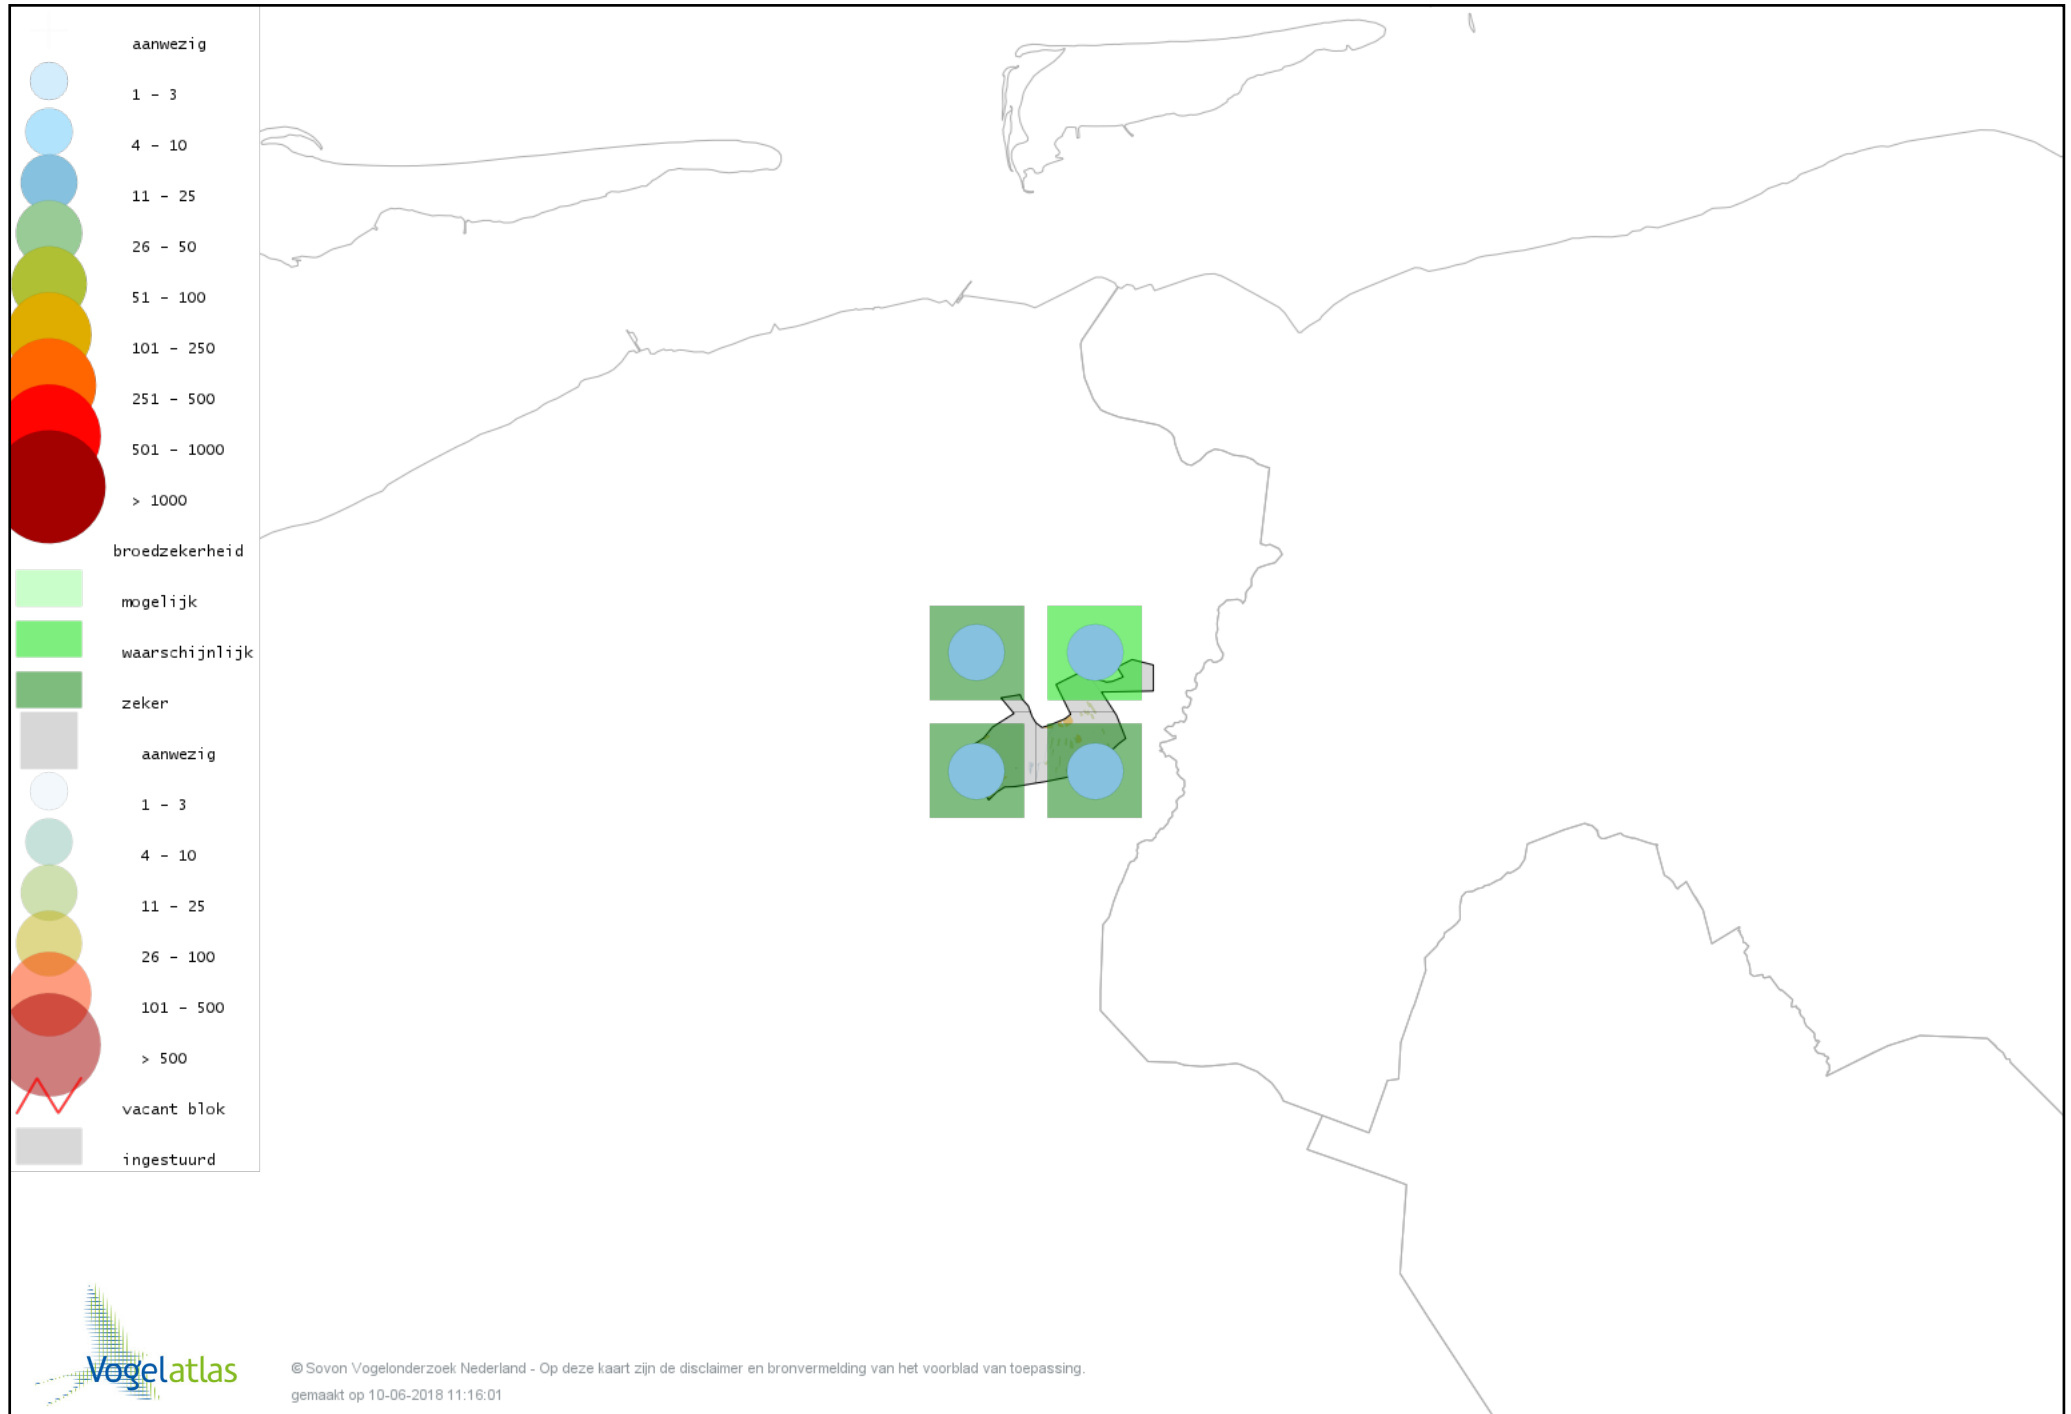 aanwezig
1 - 3
4 - 10
11 - 25
26 - 50
51 - 100
101 - 250
251 - 500
501 - 1000
> 1000
broedzekerheid
mogelijk
waarschijnlijk
zeker
aanwezig
1 - 3
4 - 10
11 - 25
26 - 100
101 - 500
> 500
vacant blok
ingestuurd
Vogelatlas
© Sovon Vogelonderzoek Nederland - Op deze kaart zijn de disclaimer en bronvermelding van het voorblad van toepassing.
gemaakt op 10-06-2018 11:16:01